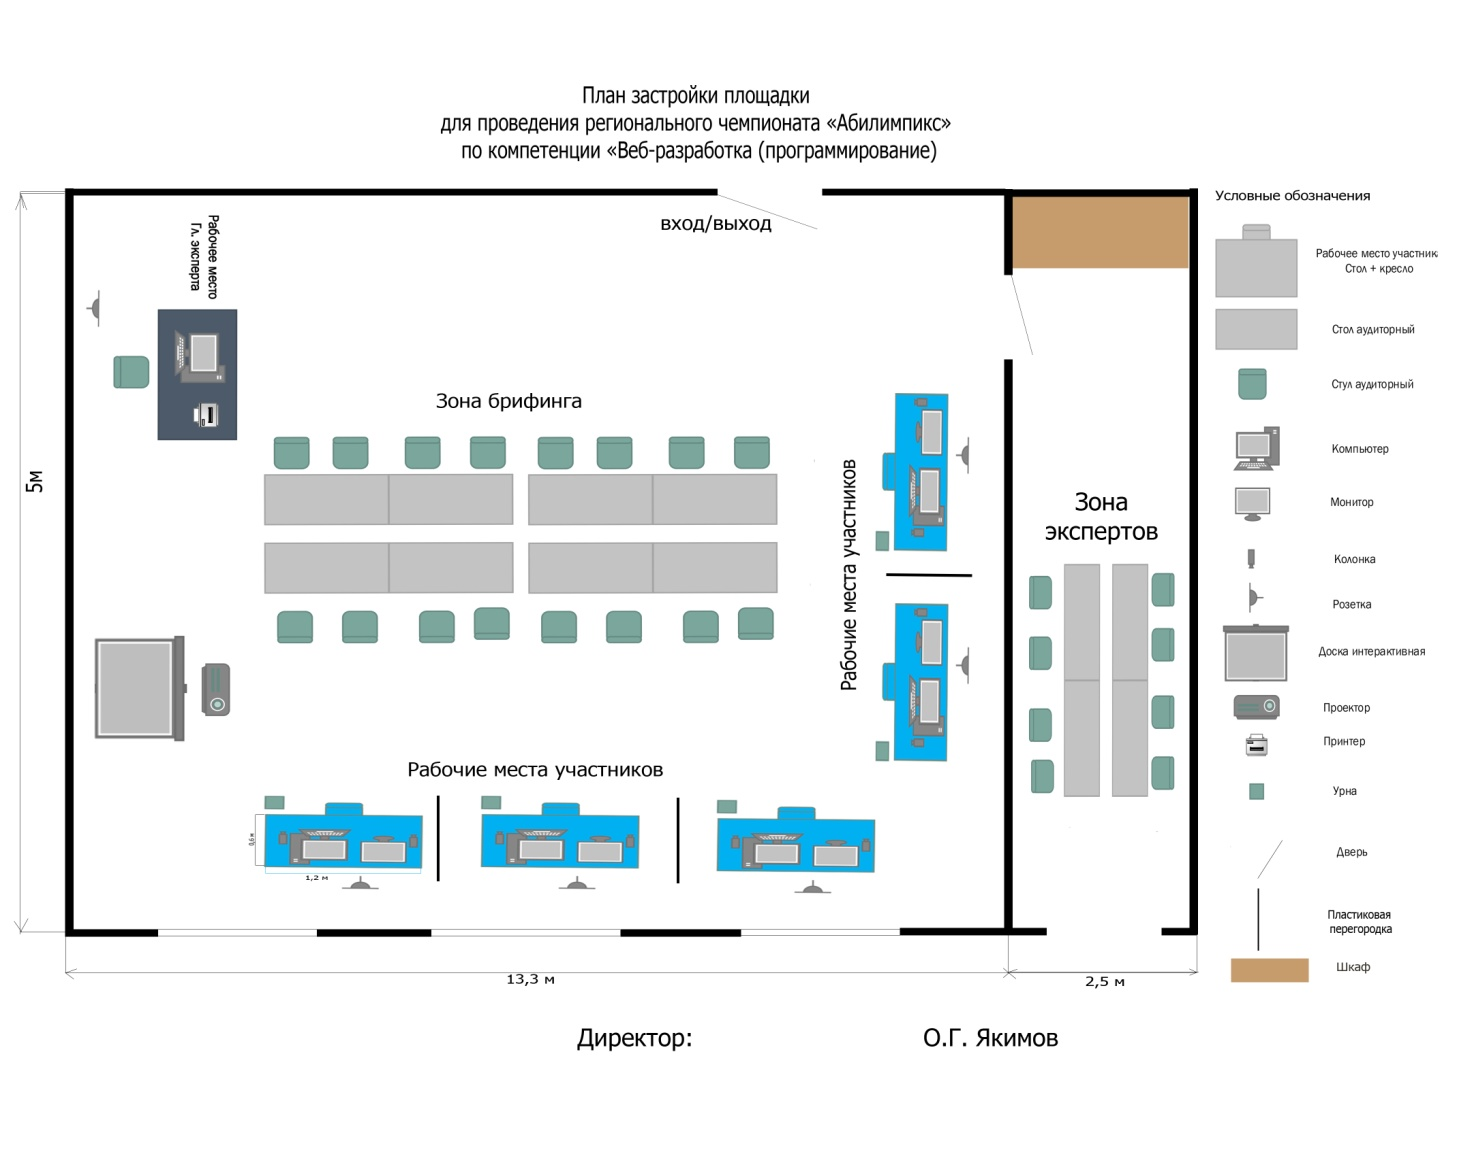 План застройки площадки
для проведения регионального чемпионата «Абилимпикс»
по компетенции «Веб-разработка (программирование)
вход/выход
Рабочее место
Гл. эксперта
Зона брифинга
Рабочие места участников
Зона
экспертов
Рабочие места участников
0,6 м
1,2 м
5м
13,3 м
2,5 м
Условные обозначения
Рабочее место участник
Стол + кресло
Стол аудиторный
Стул аудиторный
Компьютер
Монитор
Колонка
Розетка
Доска интерактивная
Проектор
Принтер
Урна
Дверь
Пластиковая
перегородка
Шкаф
Директор: О.Г. Якимов